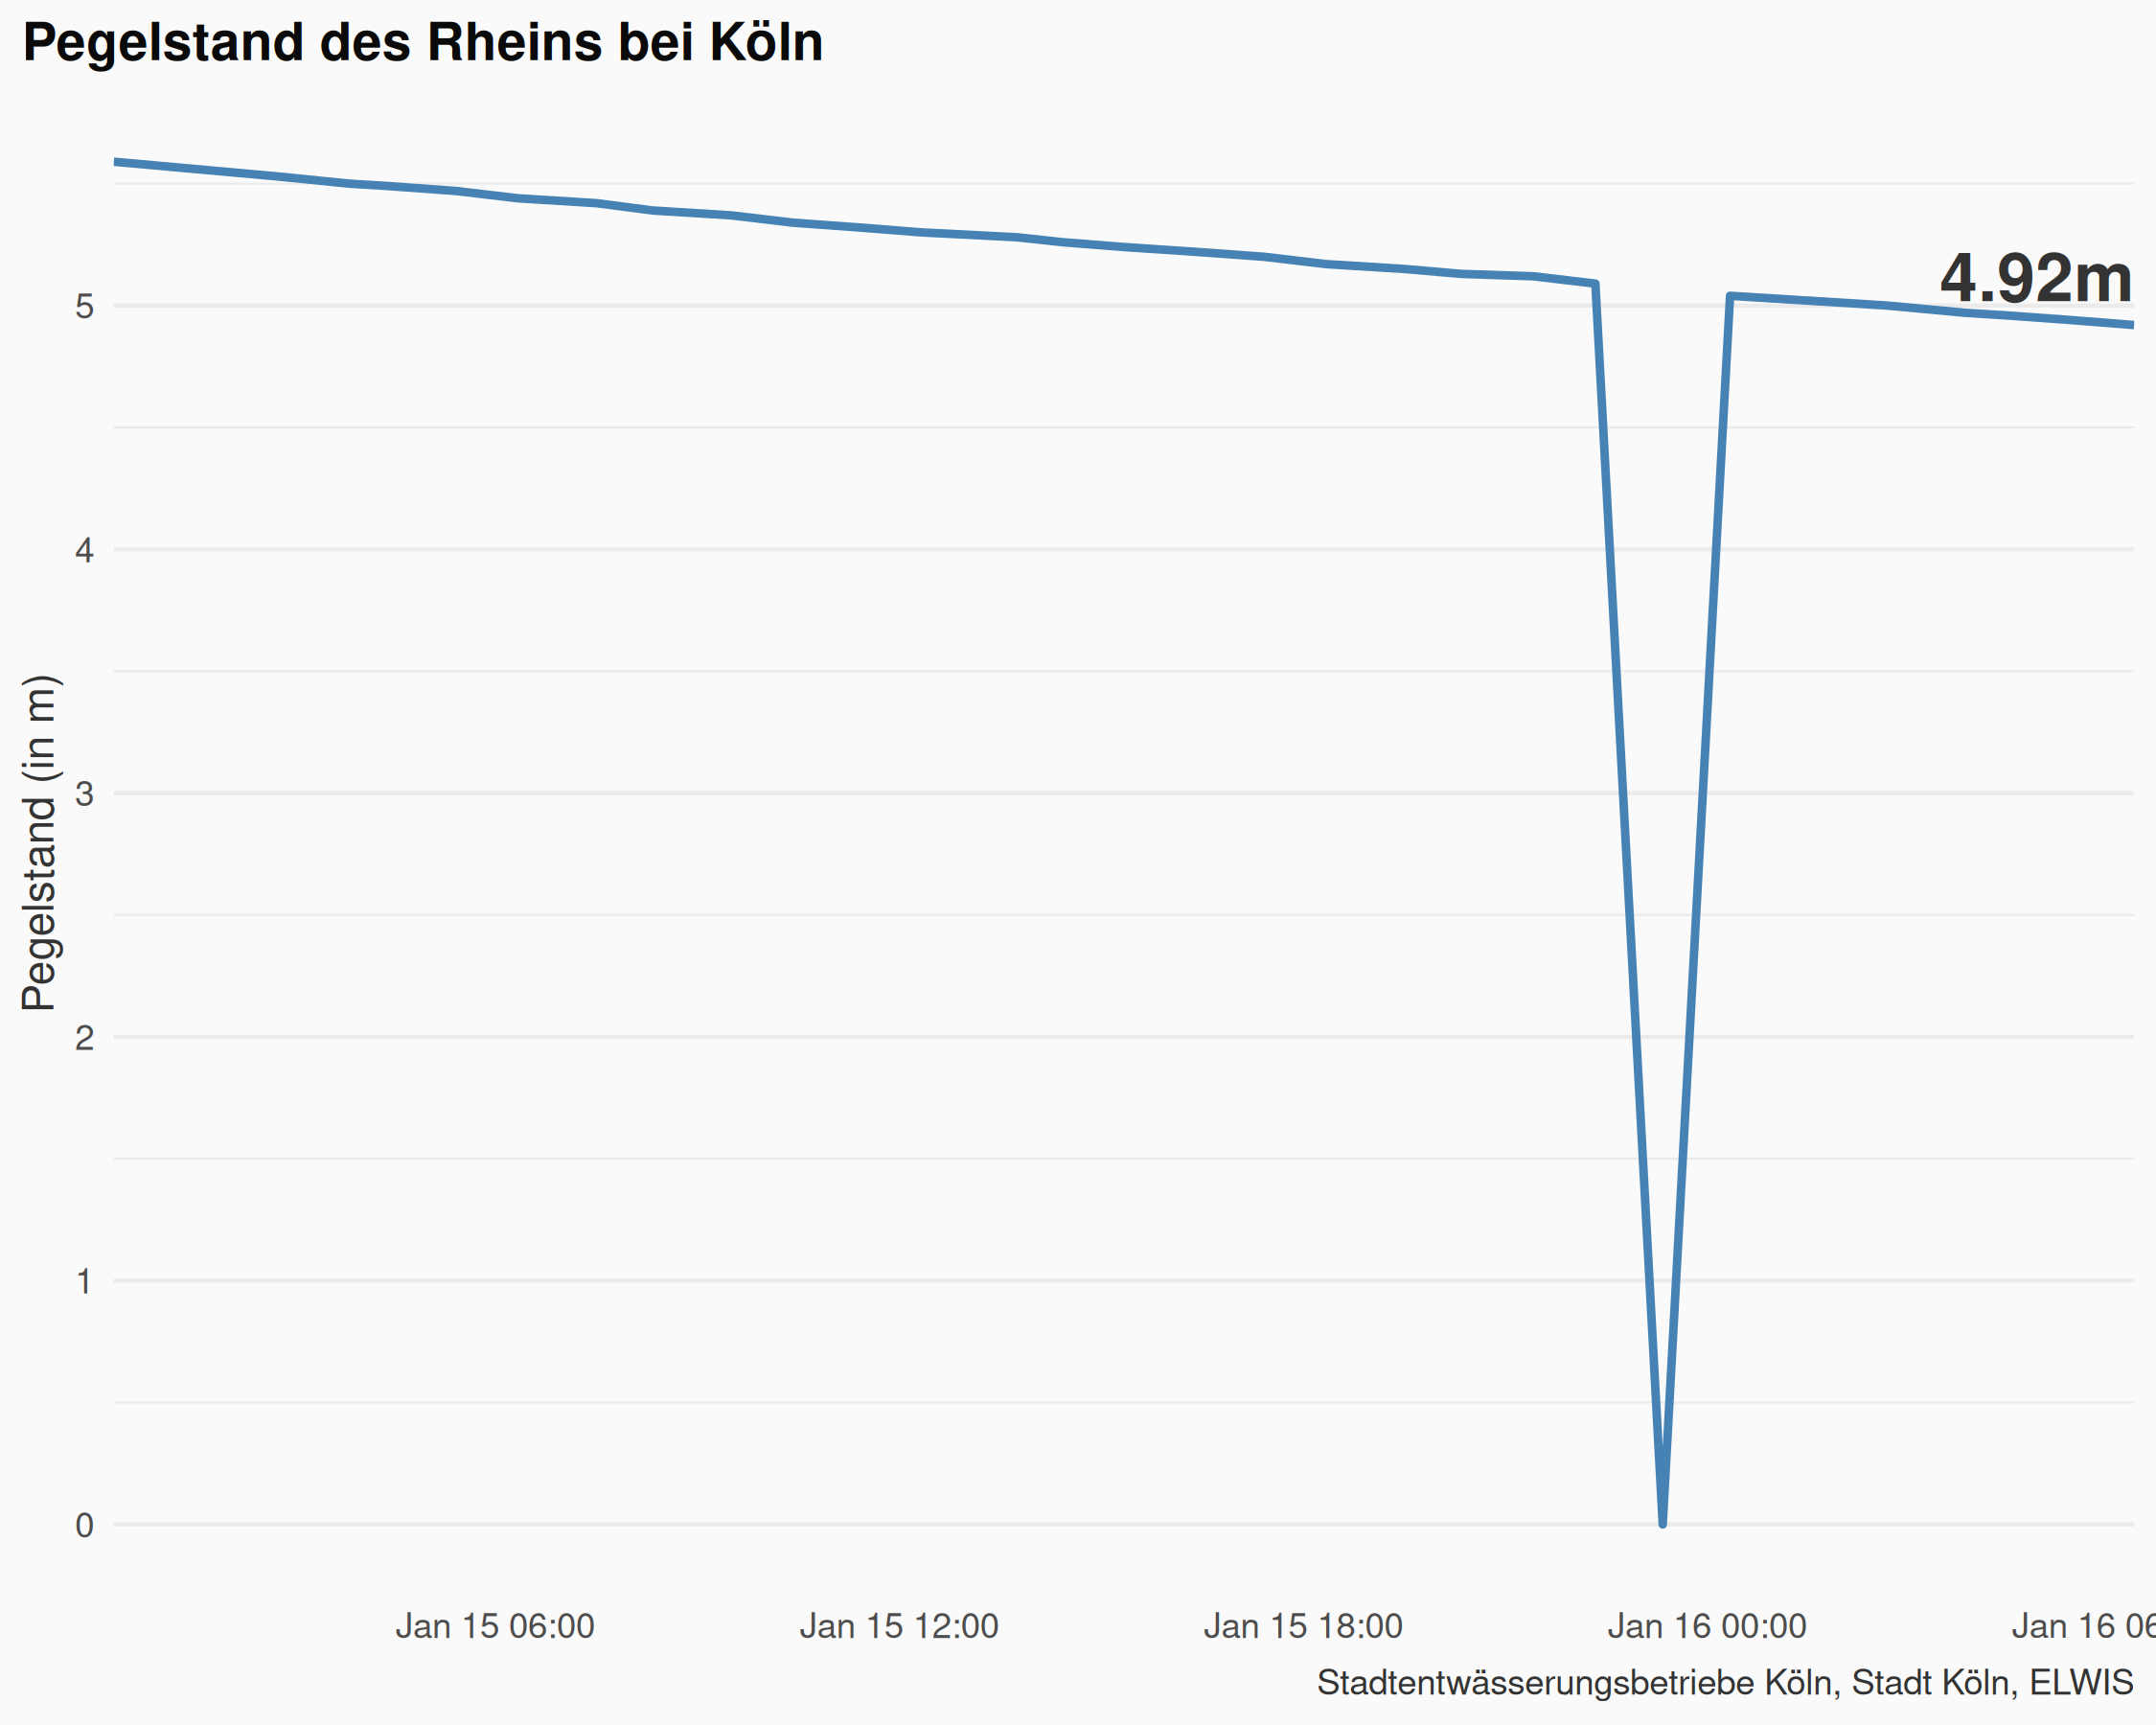 Pegelstand des Rheins bei Köln
4.92m
Pegelstand (in m)
5
4
3
2
1
0
Jan 15 06:00
Jan 15 12:00
Jan 15 18:00
Jan 16 00:00
Jan 16 06
Stadtentwässerungsbetriebe Köln, Stadt Köln, ELWIS